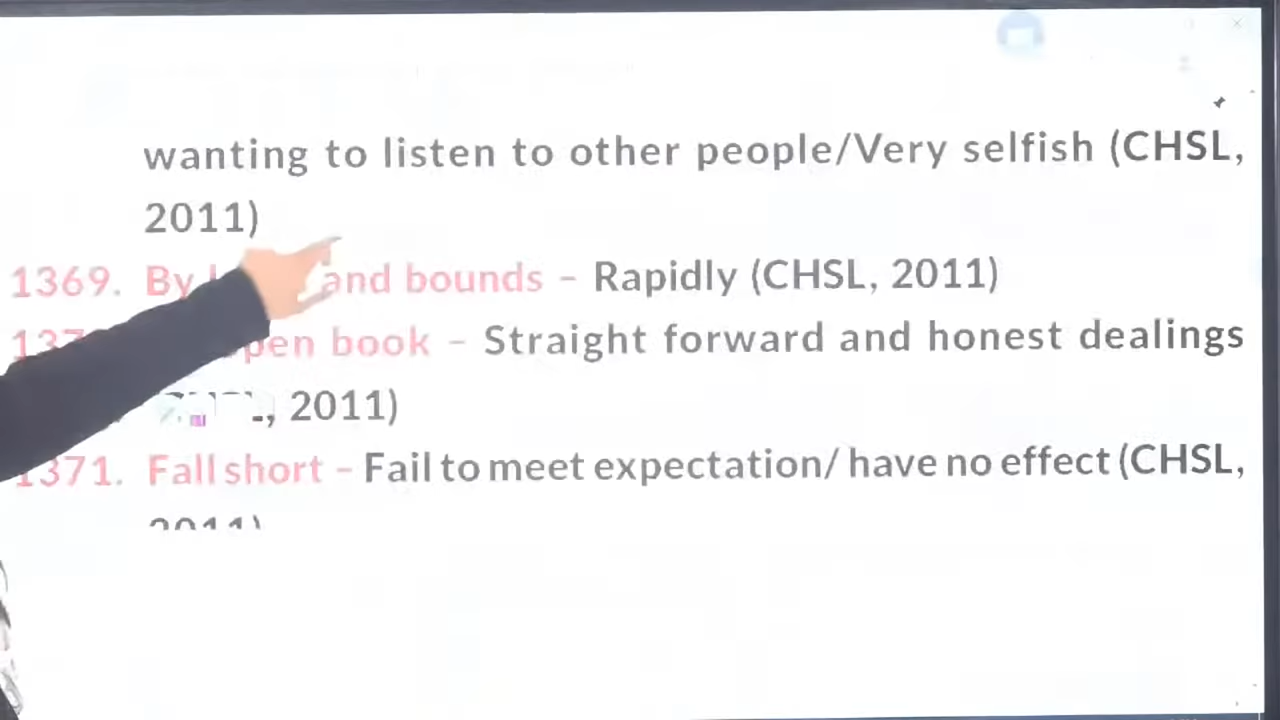 wanting to listen to other people/Very selfish (CHSL,
2011)
1369. By and bounds – Rapidly (CHSL, 2011)
book – Straight forward and honest dealings
2011)
1371. Fall short – Fail to meet expectation/ have no effect (CHSL,
2011)